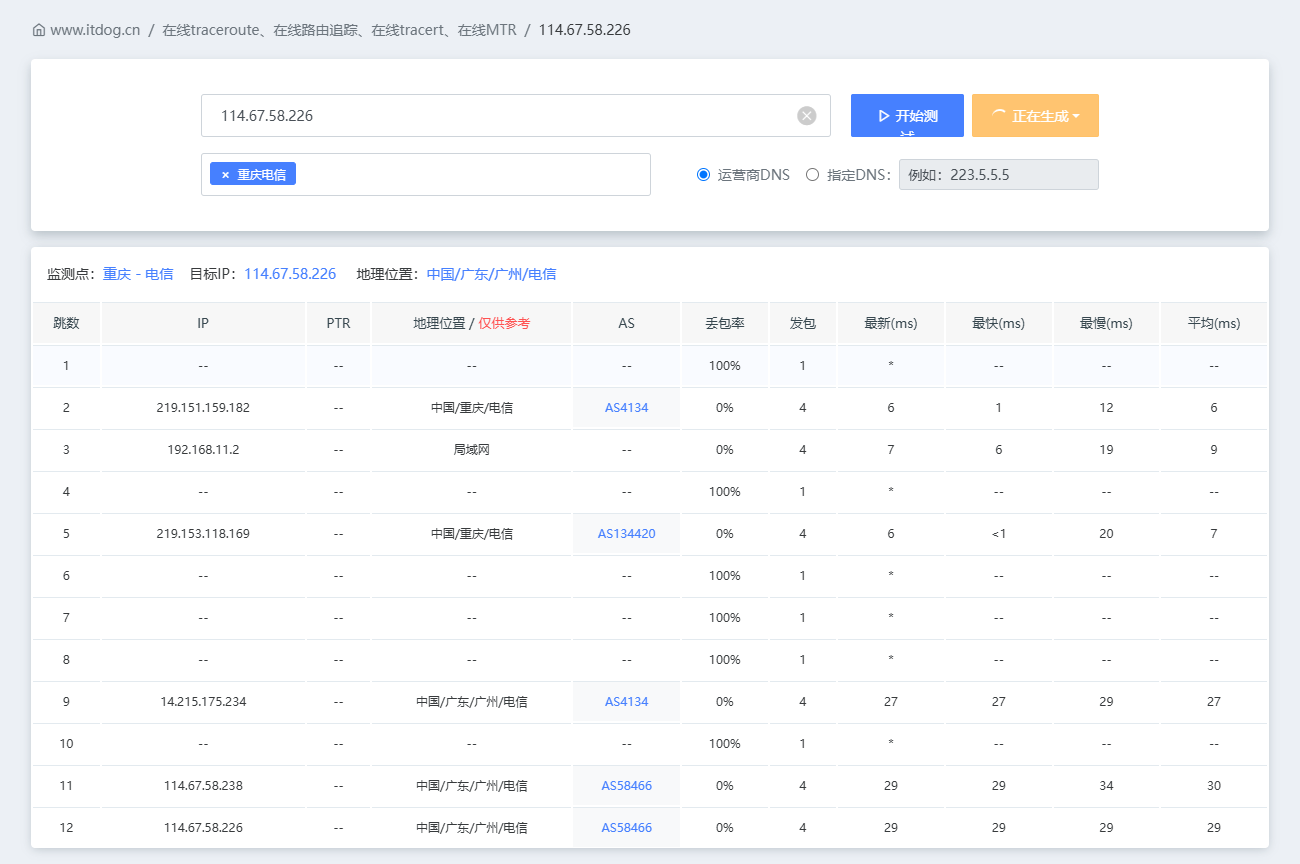 www.itdog.cn / 在线traceroute、在线路由追踪、在线tracert、在线MTR / 114.67.58.226
114.67.58.226 开始测试 正在生成
× 重庆电信 运营商DNS 指定DNS： 例如：223.5.5.5
监测点：重庆 - 电信 目标IP：114.67.58.226 地理位置：中国/广东/广州/电信
跳数 IP PTR 地理位置 / 仅供参考 AS 丢包率 发包 最新(ms) 最快(ms) 最慢(ms) 平均(ms)
1 -- -- -- -- 100% 1 * -- -- --
2 219.151.159.182 -- 中国/重庆/电信 AS4134 0% 4 6 1 12 6
3 192.168.11.2 -- 局域网 -- 0% 4 7 6 19 9
4 -- -- -- -- 100% 1 * -- -- --
5 219.153.118.169 -- 中国/重庆/电信 AS134420 0% 4 6 <1 20 7
6 -- -- -- -- 100% 1 * -- -- --
7 -- -- -- -- 100% 1 * -- -- --
8 -- -- -- -- 100% 1 * -- -- --
9 14.215.175.234 -- 中国/广东/广州/电信 AS4134 0% 4 27 27 29 27
10 -- -- -- -- 100% 1 * -- -- --
11 114.67.58.238 -- 中国/广东/广州/电信 AS58466 0% 4 29 29 34 30
12 114.67.58.226 -- 中国/广东/广州/电信 AS58466 0% 4 29 29 29 29